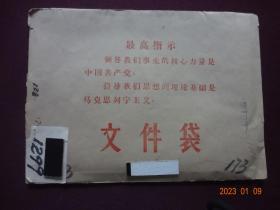 最高指示
领导我们事业的核心力量是
中国共产党；
指导我们思想的理论基础是
马克思列宁主义。
文件袋
1299
113
2023 01 09